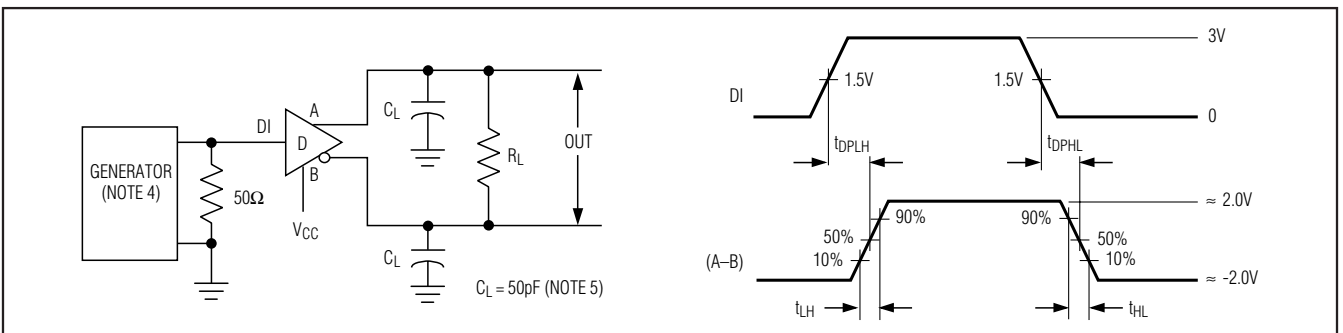 GENERATOR
(NOTE 4)
50Ω
DI
D
A
B
VCC
CL
CL
RL
OUT
CL = 50pF (NOTE 5)
DI
3V
1.5V
1.5V
0
tDPLH
tDPHL
(A–B)
≈ 2.0V
90%
90%
50%
50%
10%
10%
≈ -2.0V
tLH
tHL